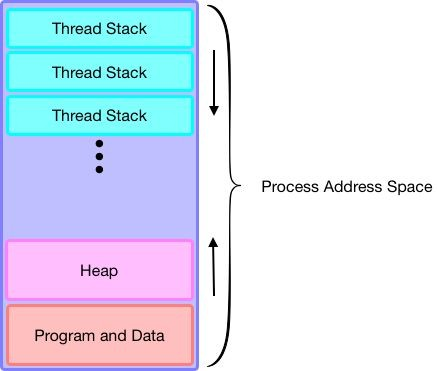 Thread Stack
Thread Stack
Thread Stack
Process Address Space
Heap
Program and Data